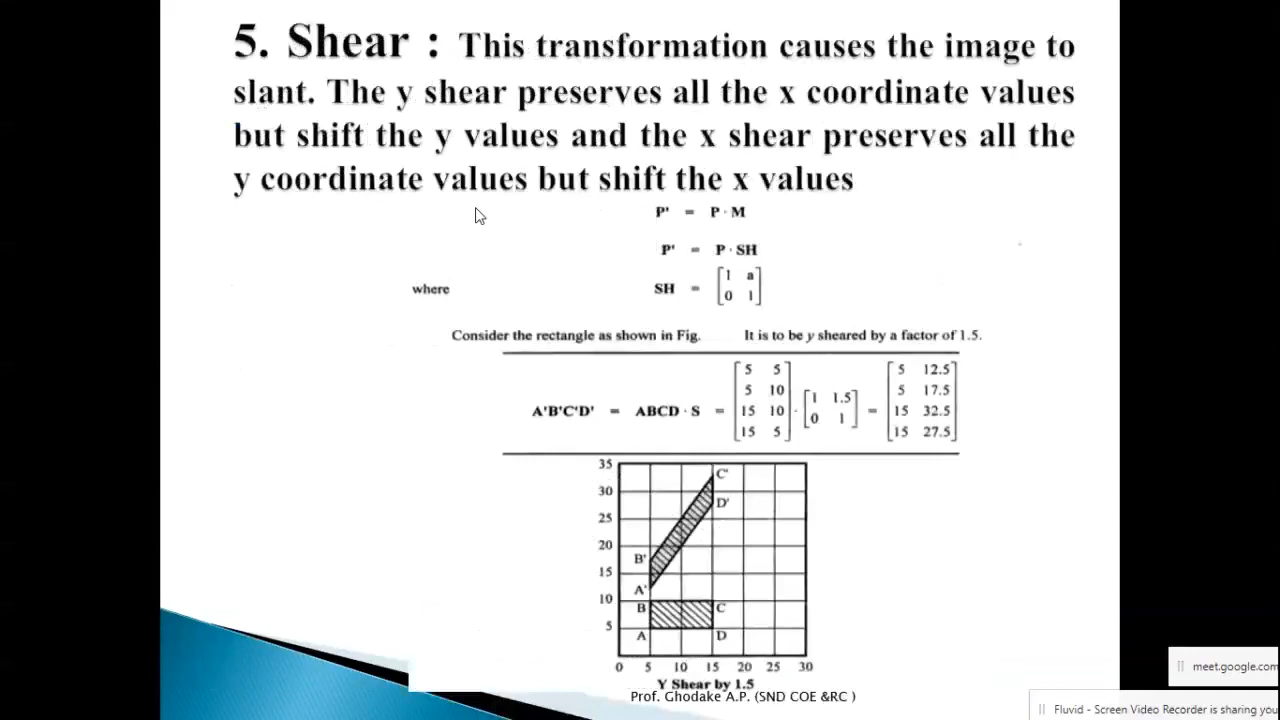 5. Shear : This transformation causes the image to
slant. The y shear preserves all the x coordinate values
but shift the y values and the x shear preserves all the
y coordinate values but shift the x values
P' = P · M
P' = P · SH
where SH = [1 a
0 1]
Consider the rectangle as shown in Fig. It is to be y sheared by a factor of 1.5.
A'B'C'D' = ABCD · S = [5 5
5 10
15 10
15 5] · [1 1.5
0 1] = [5 12.5
5 17.5
15 32.5
15 27.5]
35
30
25
20
15
10
5
C'
D'
B'
A'
B C
A D
0 5 10 15 20 25 30
Y Shear by 1.5
Prof. Ghodake A.P. (SND COE &RC )
meet.google.com
Fluvid - Screen Video Recorder is sharing you